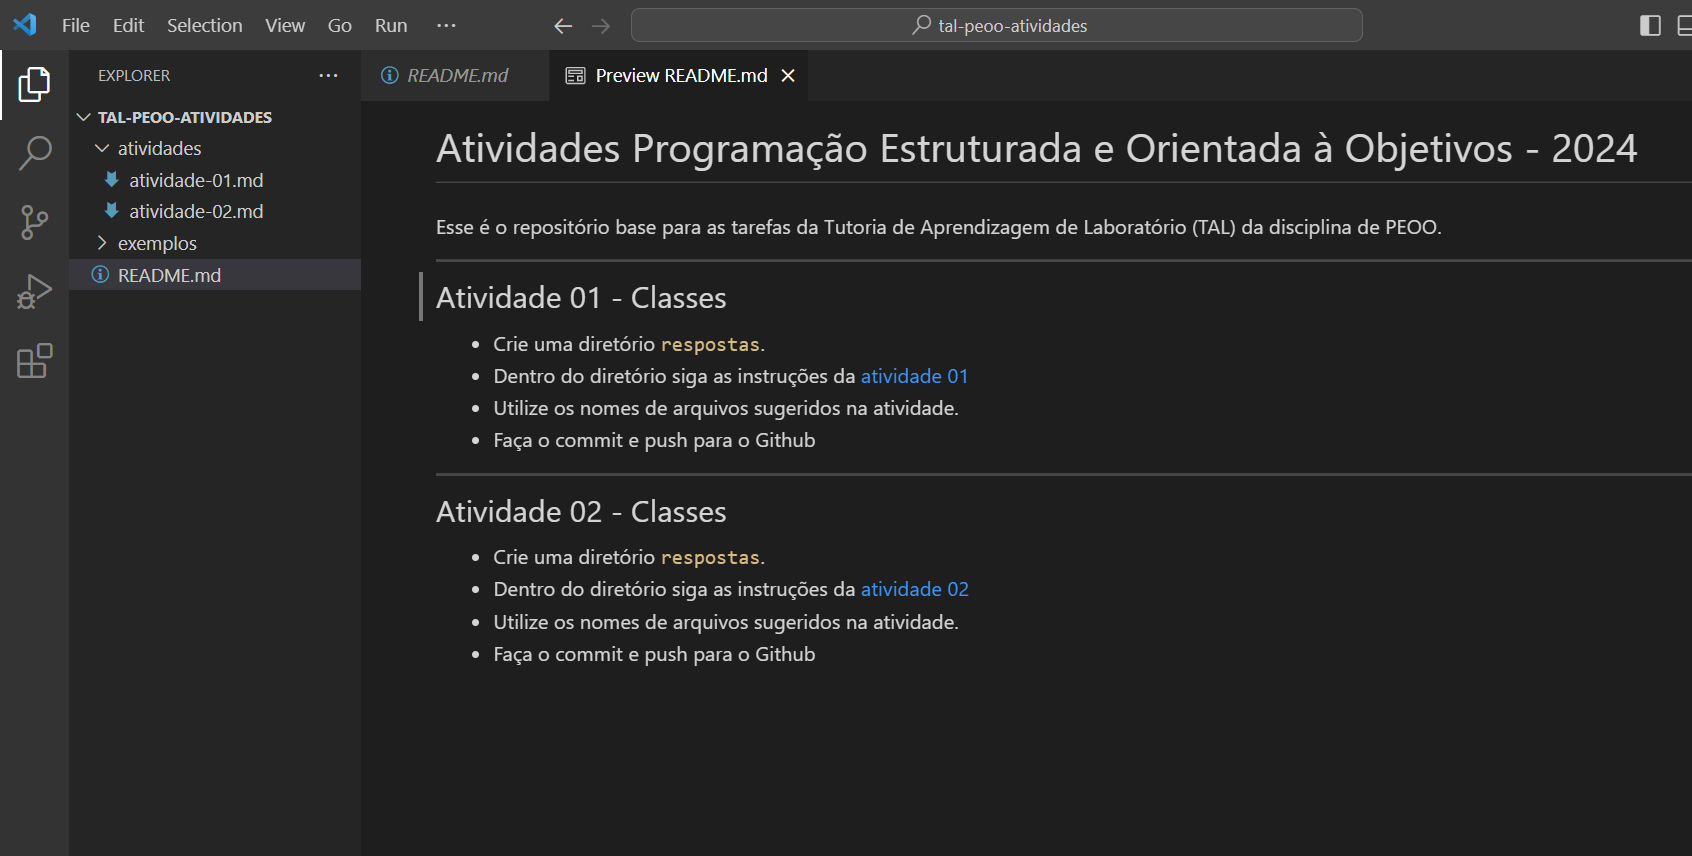 File Edit Selection View Go Run ···
tal-peoo-atividades
EXPLORER ···
TAL-PEOO-ATIVIDADES
atividades
atividade-01.md
atividade-02.md
exemplos
README.md
README.md
Preview README.md
Atividades Programação Estruturada e Orientada à Objetivos - 2024
Esse é o repositório base para as tarefas da Tutoria de Aprendizagem de Laboratório (TAL) da disciplina de PEOO.
Atividade 01 - Classes
• Crie uma diretório respostas.
• Dentro do diretório siga as instruções da atividade 01
• Utilize os nomes de arquivos sugeridos na atividade.
• Faça o commit e push para o Github
Atividade 02 - Classes
• Crie uma diretório respostas.
• Dentro do diretório siga as instruções da atividade 02
• Utilize os nomes de arquivos sugeridos na atividade.
• Faça o commit e push para o Github